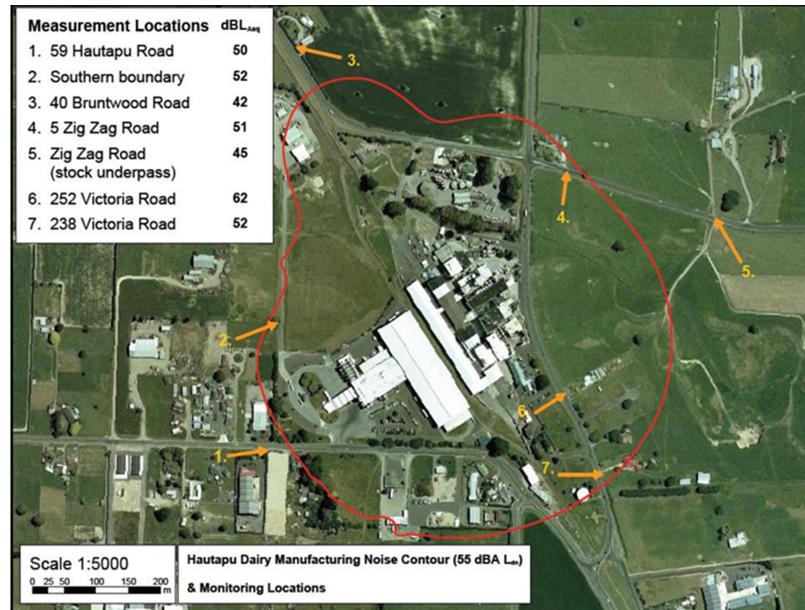 Measurement Locations dBLAeq
1. 59 Hautapu Road 50
2. Southern boundary 52
3. 40 Bruntwood Road 42
4. 5 Zig Zag Road 51
5. Zig Zag Road 45
(stock underpass)
6. 252 Victoria Road 62
7. 238 Victoria Road 52
3.
4.
5.
2.
6.
1.
7.
Scale 1:5000
0 25 50 100 150 200
m
Hautapu Dairy Manufacturing Noise Contour (55 dBA Ldn)
& Monitoring Locations